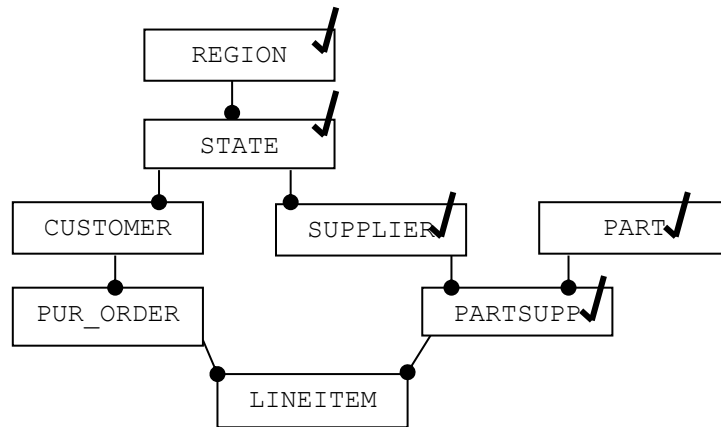 REGION
STATE
CUSTOMER
SUPPLIER
PART
PUR_ORDER
PARTSUPP
LINEITEM